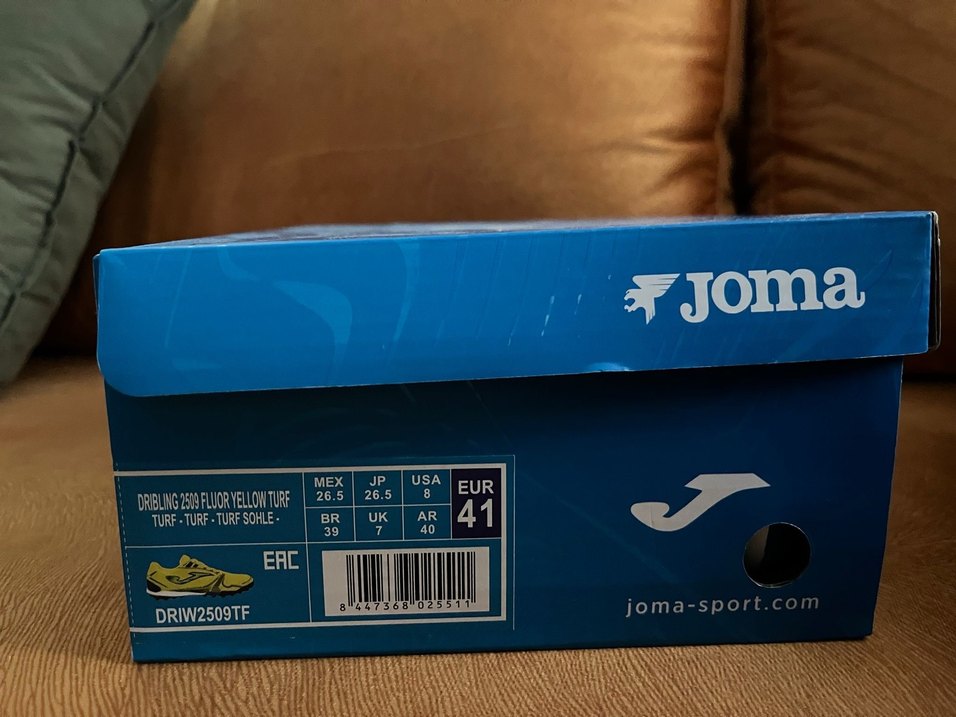 JOMA
DRIBLING 2509 FLUOR YELLOW TURF
TURF - TURF - TURF SOHLE -
MEX JP USA EUR
26.5 26.5 8 41
BR UK AR
39 7 40
EAC
DRIW2509TF
8 447368 025511
joma-sport.com